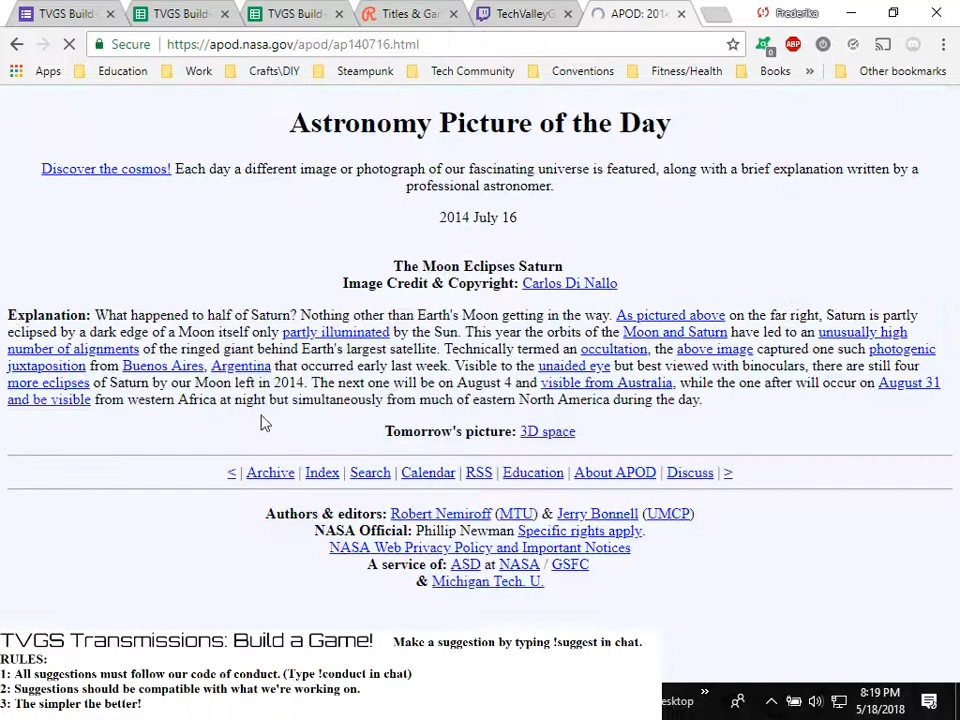 TVGS Build-
TVGS Build-
TVGS Build-
Titles & Gar
TechValleyG
APOD: 201
Frederika
Secure
https://apod.nasa.gov/apod/ap140716.html
ABP
0
Apps
Education
Work
Crafts\DIY
Steampunk
Tech Community
Conventions
Fitness/Health
Books
»
Other bookmarks
Astronomy Picture of the Day
Discover the cosmos! Each day a different image or photograph of our fascinating universe is featured, along with a brief explanation written by a
professional astronomer.
2014 July 16
The Moon Eclipses Saturn
Image Credit & Copyright: Carlos Di Nallo
Explanation: What happened to half of Saturn? Nothing other than Earth's Moon getting in the way. As pictured above on the far right, Saturn is partly
eclipsed by a dark edge of a Moon itself only partly illuminated by the Sun. This year the orbits of the Moon and Saturn have led to an unusually high
number of alignments of the ringed giant behind Earth's largest satellite. Technically termed an occultation, the above image captured one such photogenic
juxtaposition from Buenos Aires, Argentina that occurred early last week. Visible to the unaided eye but best viewed with binoculars, there are still four
more eclipses of Saturn by our Moon left in 2014. The next one will be on August 4 and visible from Australia, while the one after will occur on August 31
and be visible from western Africa at night but simultaneously from much of eastern North America during the day.
Tomorrow's picture: 3D space
< | Archive | Index | Search | Calendar | RSS | Education | About APOD | Discuss | >
Authors & editors: Robert Nemiroff (MTU) & Jerry Bonnell (UMCP)
NASA Official: Phillip Newman Specific rights apply.
NASA Web Privacy Policy and Important Notices
A service of: ASD at NASA / GSFC
& Michigan Tech. U.
TVGS Transmissions: Build a Game! Make a suggestion by typing !suggest in chat.
RULES:
1: All suggestions must follow our code of conduct. (Type !conduct in chat)
2: Suggestions should be compatible with what we're working on.
3: The simpler the better!
esktop
»
8:19 PM
5/18/2018